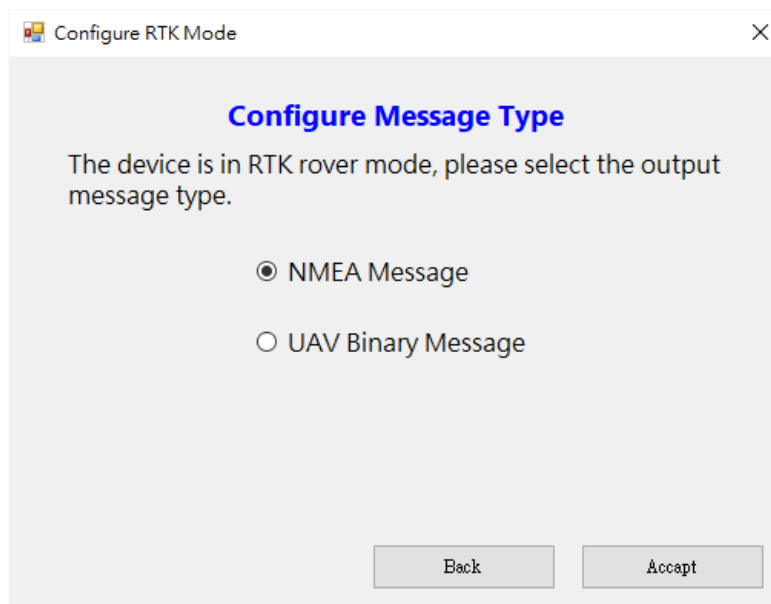 Configure RTK Mode
Configure Message Type
The device is in RTK rover mode, please select the output
message type.
NMEA Message
UAV Binary Message
Back
Accapt